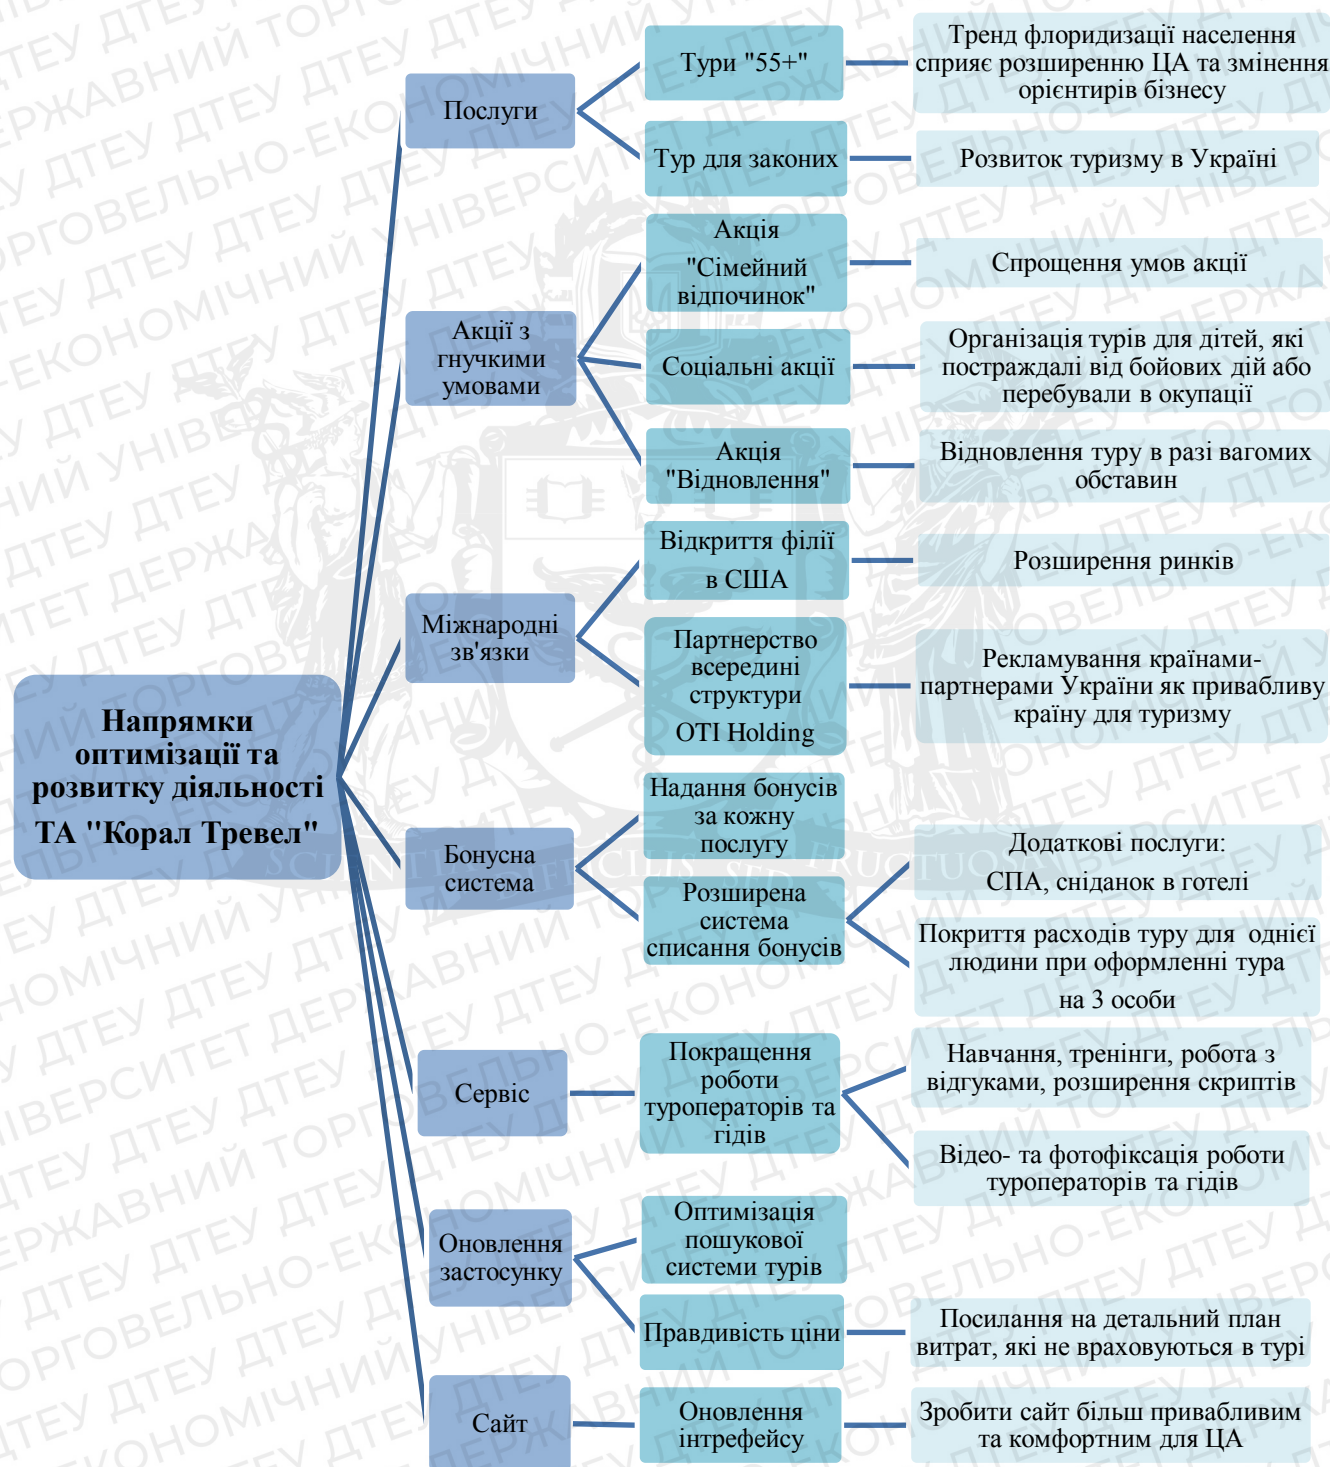 Напрямки
оптимізації та
розвитку діяльності
ТА "Корал Тревел"
Послуги
Тури "55+"
Тренд флоридизації населення
сприяє розширенню ЦА та змінення
орієнтирів бізнесу
Тур для законих
Розвиток туризму в Україні
Акції з
гнучкими
умовами
Акція
"Сімейний
відпочинок"
Спрощення умов акції
Соціальні акції
Організація турів для дітей, які
постраждалі від бойових дій або
перебували в окупації
Акція
"Відновлення"
Відновлення туру в разі вагомих
обставин
Міжнародні
зв'язки
Відкриття філії
в США
Розширення ринків
Партнерство
всередині
структури
OTI Holding
Рекламування країнами-
партнерами України як привабливу
країну для туризму
Бонусна
система
Надання бонусів
за кожну
послугу
Розширена
система
списання бонусів
Додаткові послуги:
СПА, сніданок в готелі
Покриття расходів туру для однієї
людини при оформленні тура
на 3 особи
Сервіс
Покращення
роботи
туроператорів та
гідів
Навчання, тренінги, робота з
відгуками, розширення скриптів
Відео- та фотофіксація роботи
туроператорів та гідів
Оновлення
застосунку
Оптимізація
пошукової
системи турів
Правдивість ціни
Посилання на детальний план
витрат, які не враховуються в турі
Сайт
Оновлення
інтрефейсу
Зробити сайт більш привабливим
та комфортним для ЦА